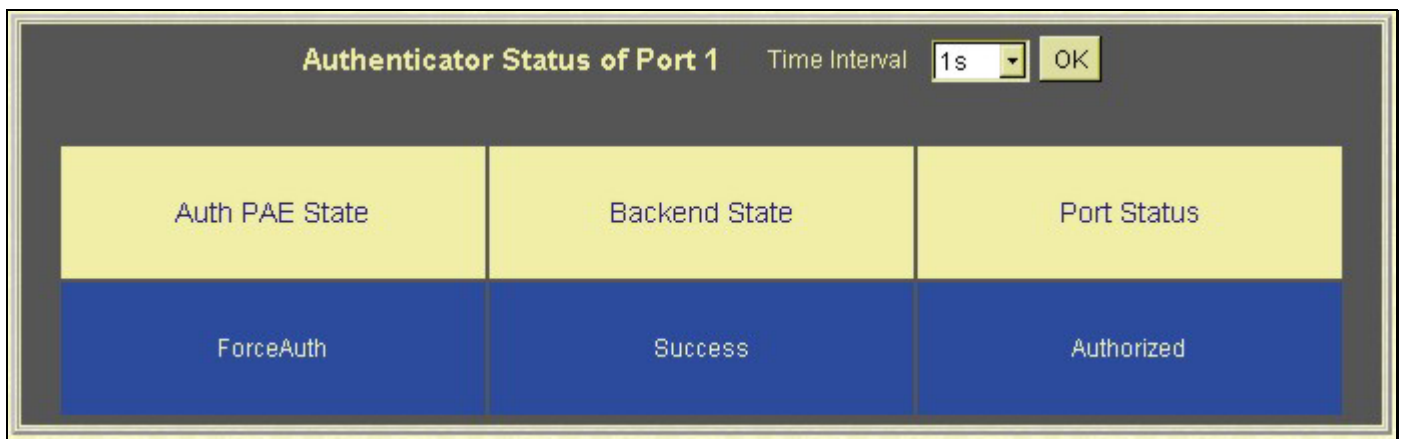 Authenticator Status of Port 1 Time Interval 1s OK
Auth PAE State Backend State Port Status
ForceAuth Success Authorized